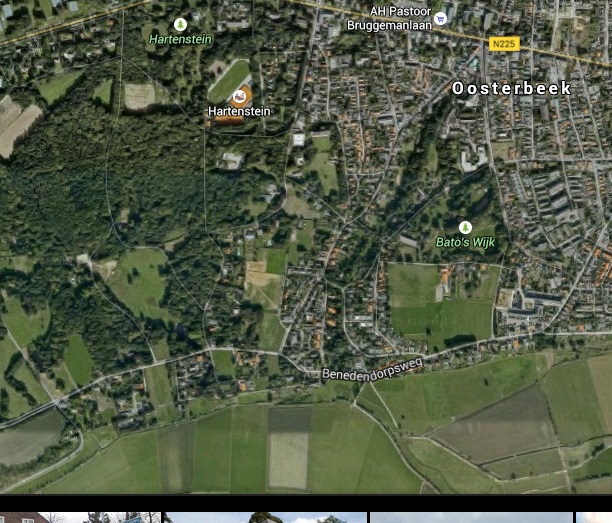 AH Pastoor
Bruggemanlaan
N225
Hartenstein
Oosterbeek
Hartenstein
Bato's Wijk
Benedendorpsweg